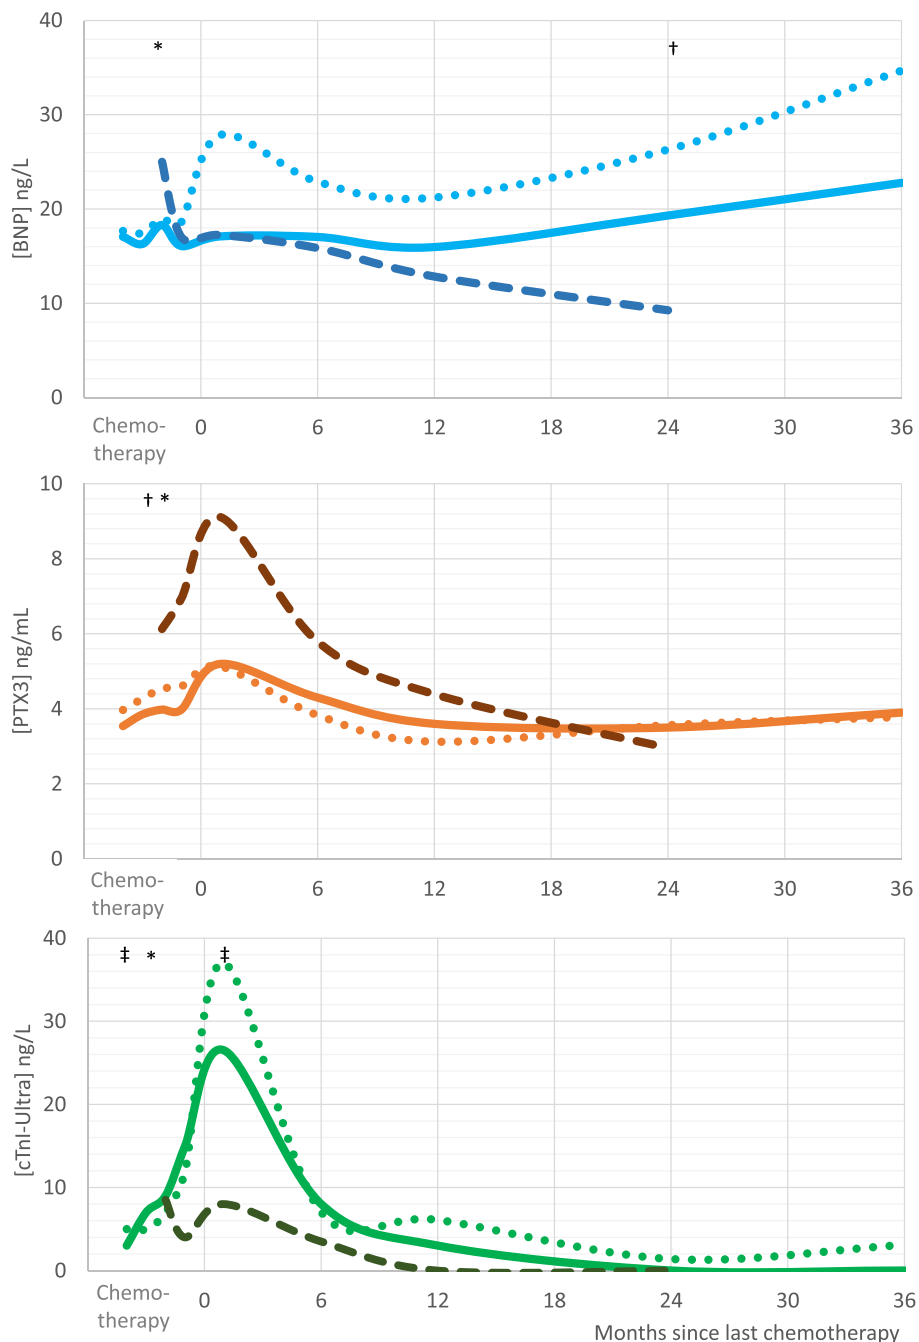 40
* †
30
[BNP] ng/L
20
10
0
Chemo-
therapy
0 6 12 18 24 30 36
10
† *
8
[PTX3] ng/mL
6
4
2
0
Chemo-
therapy
0 6 12 18 24 30 36
40
‡ * ‡
30
[cTnI-Ultra] ng/L
20
10
0
Chemo-
therapy
0 6 12 18 24 30 36
Months since last chemotherapy